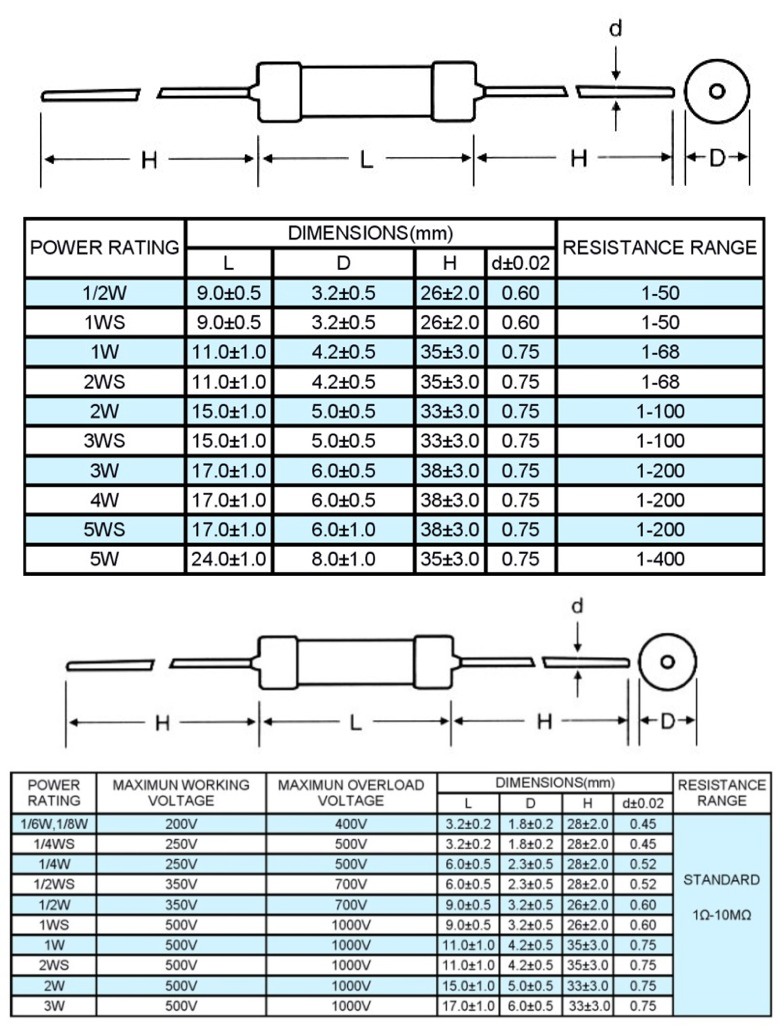 d
H L H D
DIMENSIONS(mm)
POWER RATING RESISTANCE RANGE
L D H d±0.02
1/2W 9.0±0.5 3.2±0.5 26±2.0 0.60 1-50
1WS 9.0±0.5 3.2±0.5 26±2.0 0.60 1-50
1W 11.0±1.0 4.2±0.5 35±3.0 0.75 1-68
2WS 11.0±1.0 4.2±0.5 35±3.0 0.75 1-68
2W 15.0±1.0 5.0±0.5 33±3.0 0.75 1-100
3WS 15.0±1.0 5.0±0.5 33±3.0 0.75 1-100
3W 17.0±1.0 6.0±0.5 38±3.0 0.75 1-200
4W 17.0±1.0 6.0±0.5 38±3.0 0.75 1-200
5WS 17.0±1.0 6.0±1.0 38±3.0 0.75 1-200
5W 24.0±1.0 8.0±1.0 35±3.0 0.75 1-400
d
H L H D
POWER MAXIMUN WORKING MAXIMUN OVERLOAD DIMENSIONS(mm) RESISTANCE
RATING VOLTAGE VOLTAGE L D H d±0.02 RANGE
1/6W,1/8W 200V 400V 3.2±0.2 1.8±0.2 28±2.0 0.45
1/4WS 250V 500V 3.2±0.2 1.8±0.2 28±2.0 0.45
1/4W 250V 500V 6.0±0.5 2.3±0.5 28±2.0 0.52
1/2WS 350V 700V 6.0±0.5 2.3±0.5 28±2.0 0.52 STANDARD
1/2W 350V 700V 9.0±0.5 3.2±0.5 26±2.0 0.60
1WS 500V 1000V 9.0±0.5 3.2±0.5 26±2.0 0.60 1Ω-10MΩ
1W 500V 1000V 11.0±1.0 4.2±0.5 35±3.0 0.75
2WS 500V 1000V 11.0±1.0 4.2±0.5 35±3.0 0.75
2W 500V 1000V 15.0±1.0 5.0±0.5 33±3.0 0.75
3W 500V 1000V 17.0±1.0 6.0±0.5 33±3.0 0.75